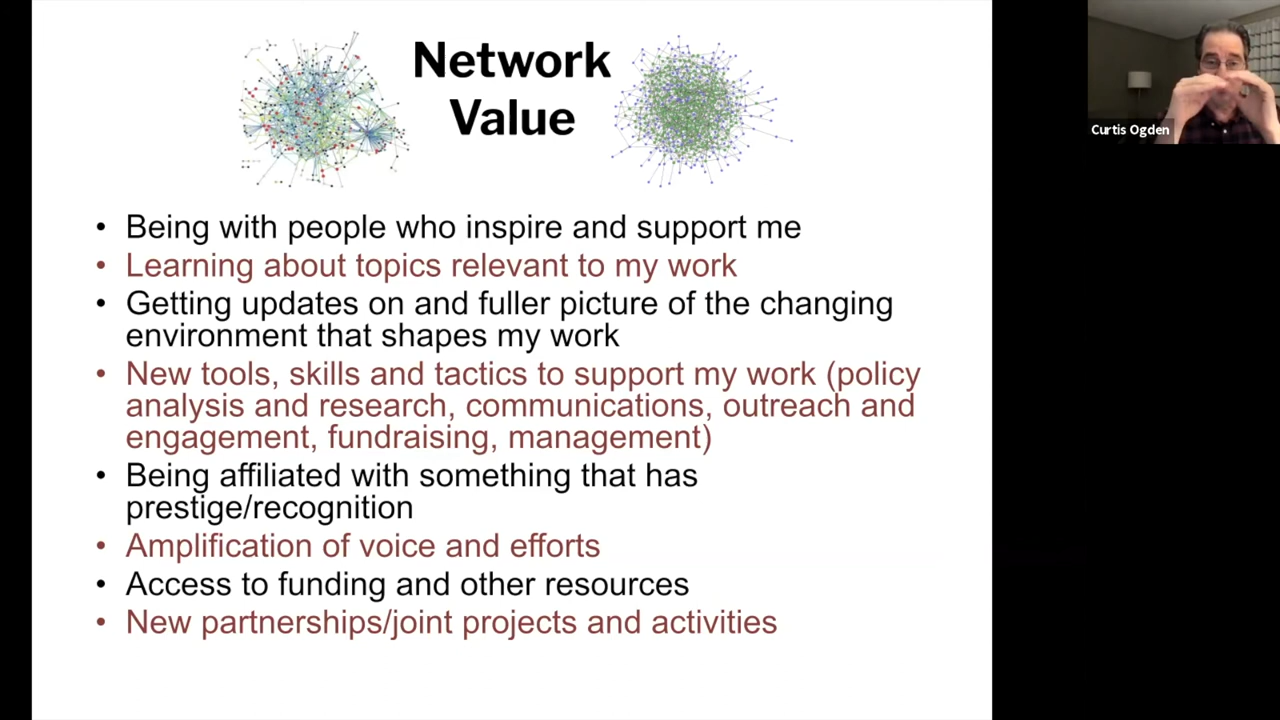 Network
Value
• Being with people who inspire and support me
• Learning about topics relevant to my work
• Getting updates on and fuller picture of the changing
environment that shapes my work
• New tools, skills and tactics to support my work (policy
analysis and research, communications, outreach and
engagement, fundraising, management)
• Being affiliated with something that has
prestige/recognition
• Amplification of voice and efforts
• Access to funding and other resources
• New partnerships/joint projects and activities
Curtis Ogden